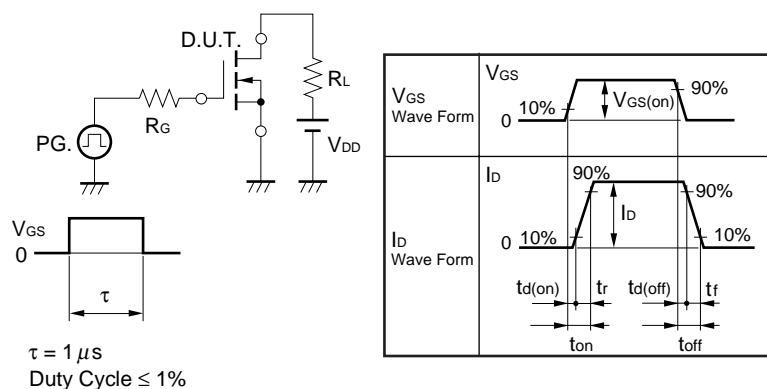 D.U.T.
RG
RL
PG.
VDD
VGS
0
τ
τ = 1 μs
Duty Cycle ≤ 1%
VGS
Wave Form
VGS
10%
0
VGS(on)
90%
ID
Wave Form
ID
90%
90%
0
10%
ID
10%
td(on)
tr
td(off)
tf
ton
toff